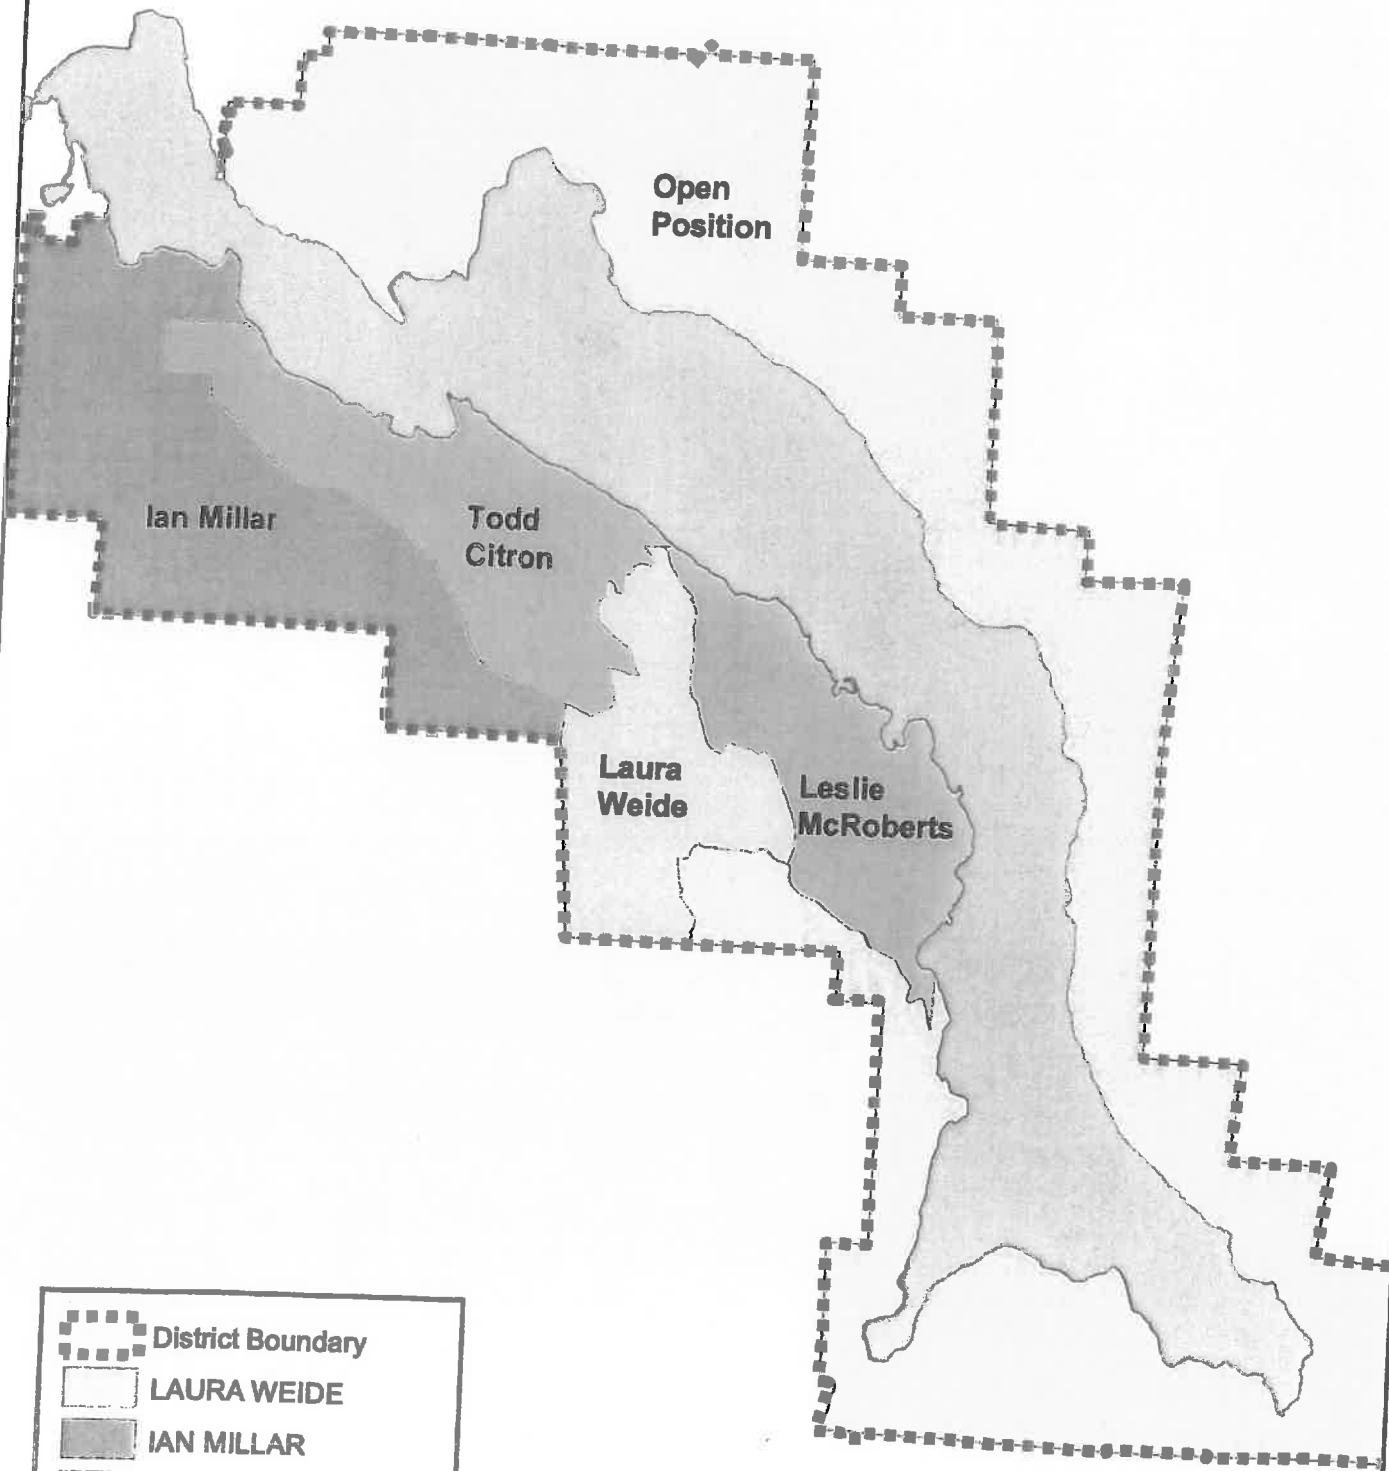 Open
Position
Ian Millar
Todd
Citron
Laura
Weide
Leslie
McRoberts
District Boundary
LAURA WEIDE
IAN MILLAR